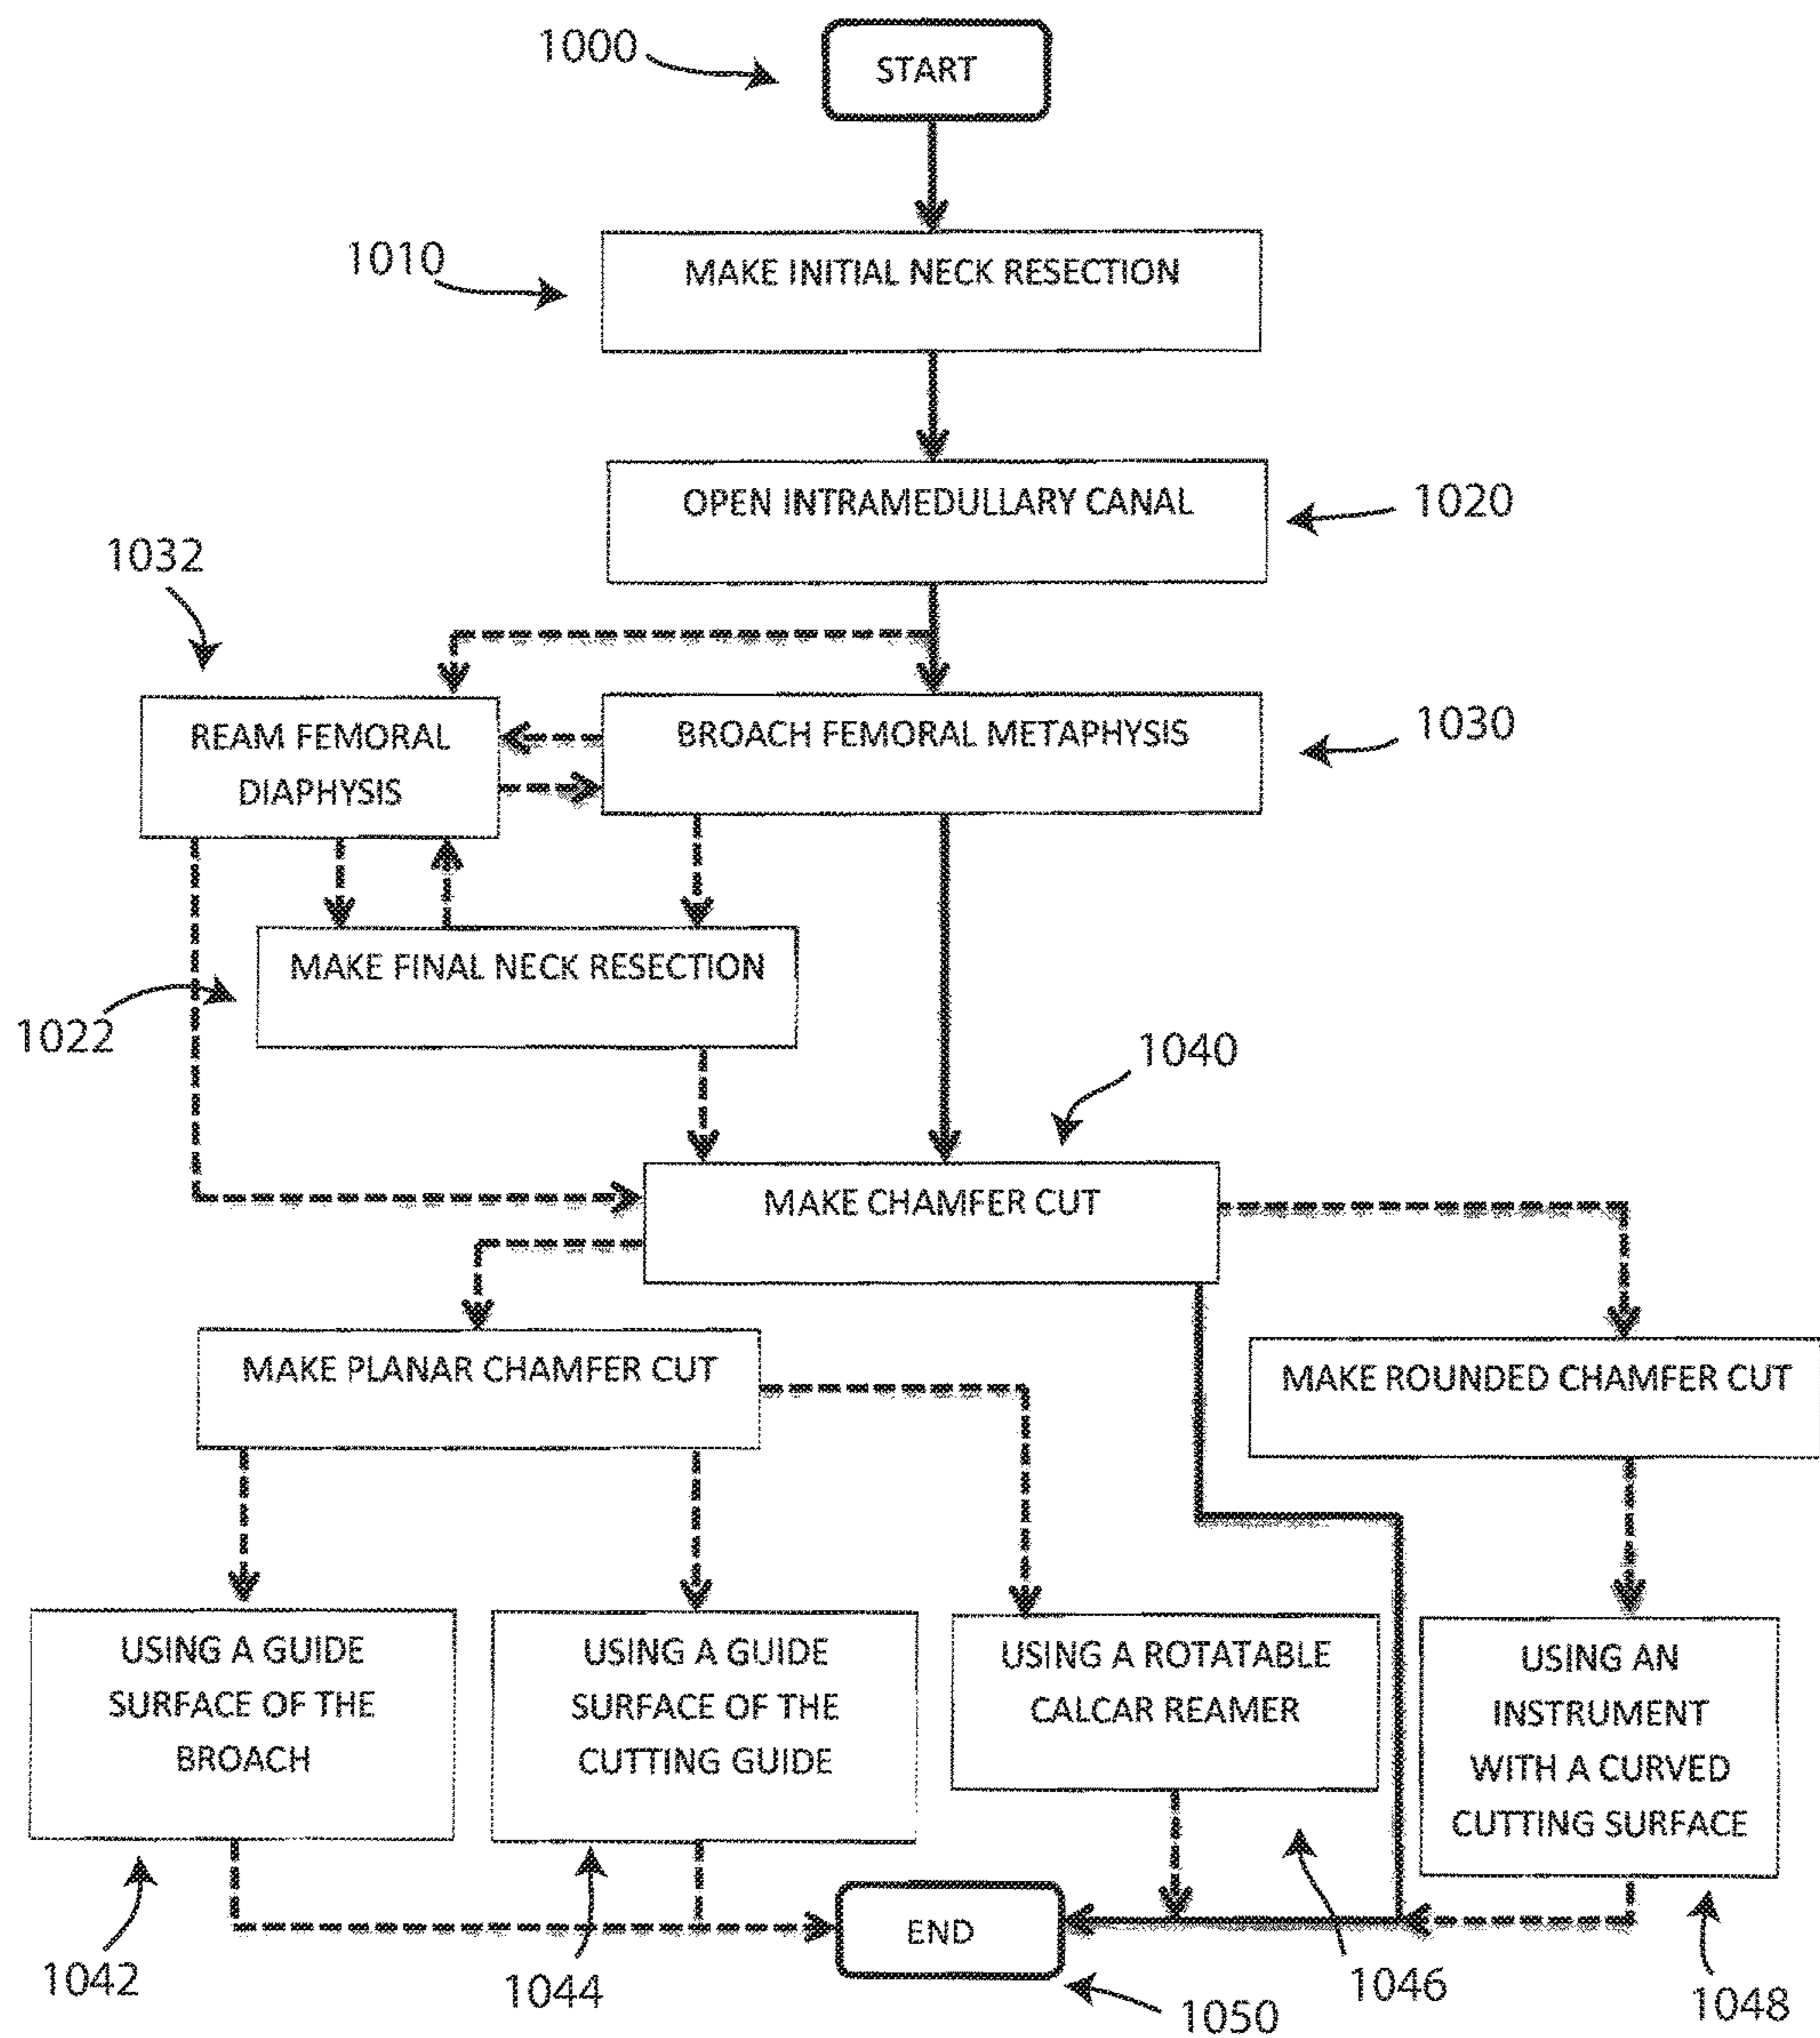 1000
START
1010
MAKE INITIAL NECK RESECTION
OPEN INTRAMEDULLARY CANAL
1020
1032
REAM FEMORAL
DIAPHYSIS
BROACH FEMORAL METAPHYSIS
1030
MAKE FINAL NECK RESECTION
1022
1040
MAKE CHAMFER CUT
MAKE PLANAR CHAMFER CUT
MAKE ROUNDED CHAMFER CUT
USING A GUIDE
SURFACE OF THE
BROACH
USING A GUIDE
SURFACE OF THE
CUTTING GUIDE
USING A ROTATABLE
CALCAR REAMER
USING AN
INSTRUMENT
WITH A CURVED
CUTTING SURFACE
END
1042
1044
1050
1046
1048